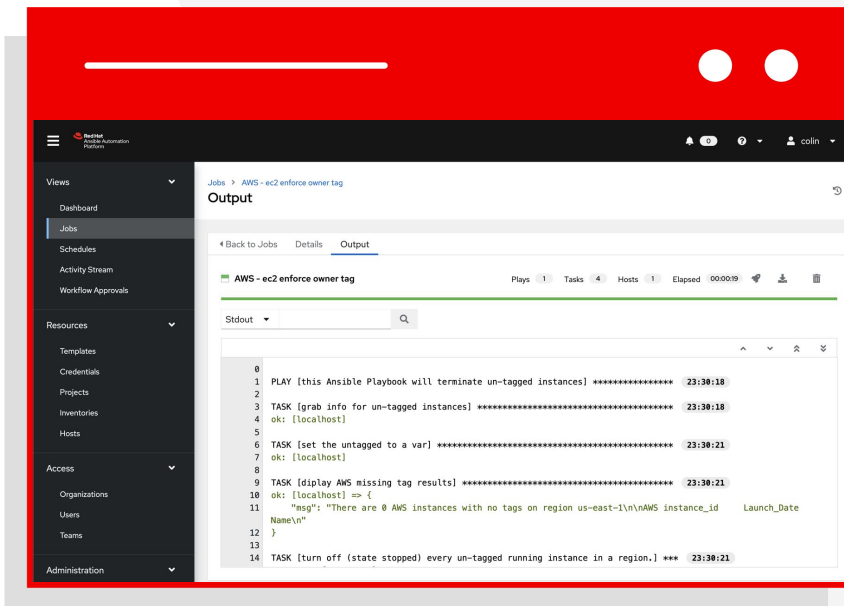 Red Hat
Ansible Automation
Platform
0
colin
Views
Dashboard
Jobs
Schedules
Activity Stream
Workflow Approvals
Resources
Templates
Credentials
Projects
Inventories
Hosts
Access
Organizations
Users
Teams
Administration
Jobs > AWS - ec2 enforce owner tag
Output
Back to Jobs Details Output
AWS - ec2 enforce owner tag Plays 1 Tasks 4 Hosts 1 Elapsed 00:00:19
Stdout
0
1 PLAY [this Ansible Playbook will terminate un-tagged instances] **************** 23:30:18
2
3 TASK [grab info for un-tagged instances] *************************************** 23:30:18
4 ok: [localhost]
5
6 TASK [set the untagged to a var] *********************************************** 23:30:21
7 ok: [localhost]
8
9 TASK [diplay AWS missing tag results] ****************************************** 23:30:21
10 ok: [localhost] => {
11 "msg": "There are 0 AWS instances with no tags on region us-east-1\n\nAWS instance_id Launch_Date
Name\n"
12 }
13
14 TASK [turn off (state stopped) every un-tagged running instance in a region.] *** 23:30:21